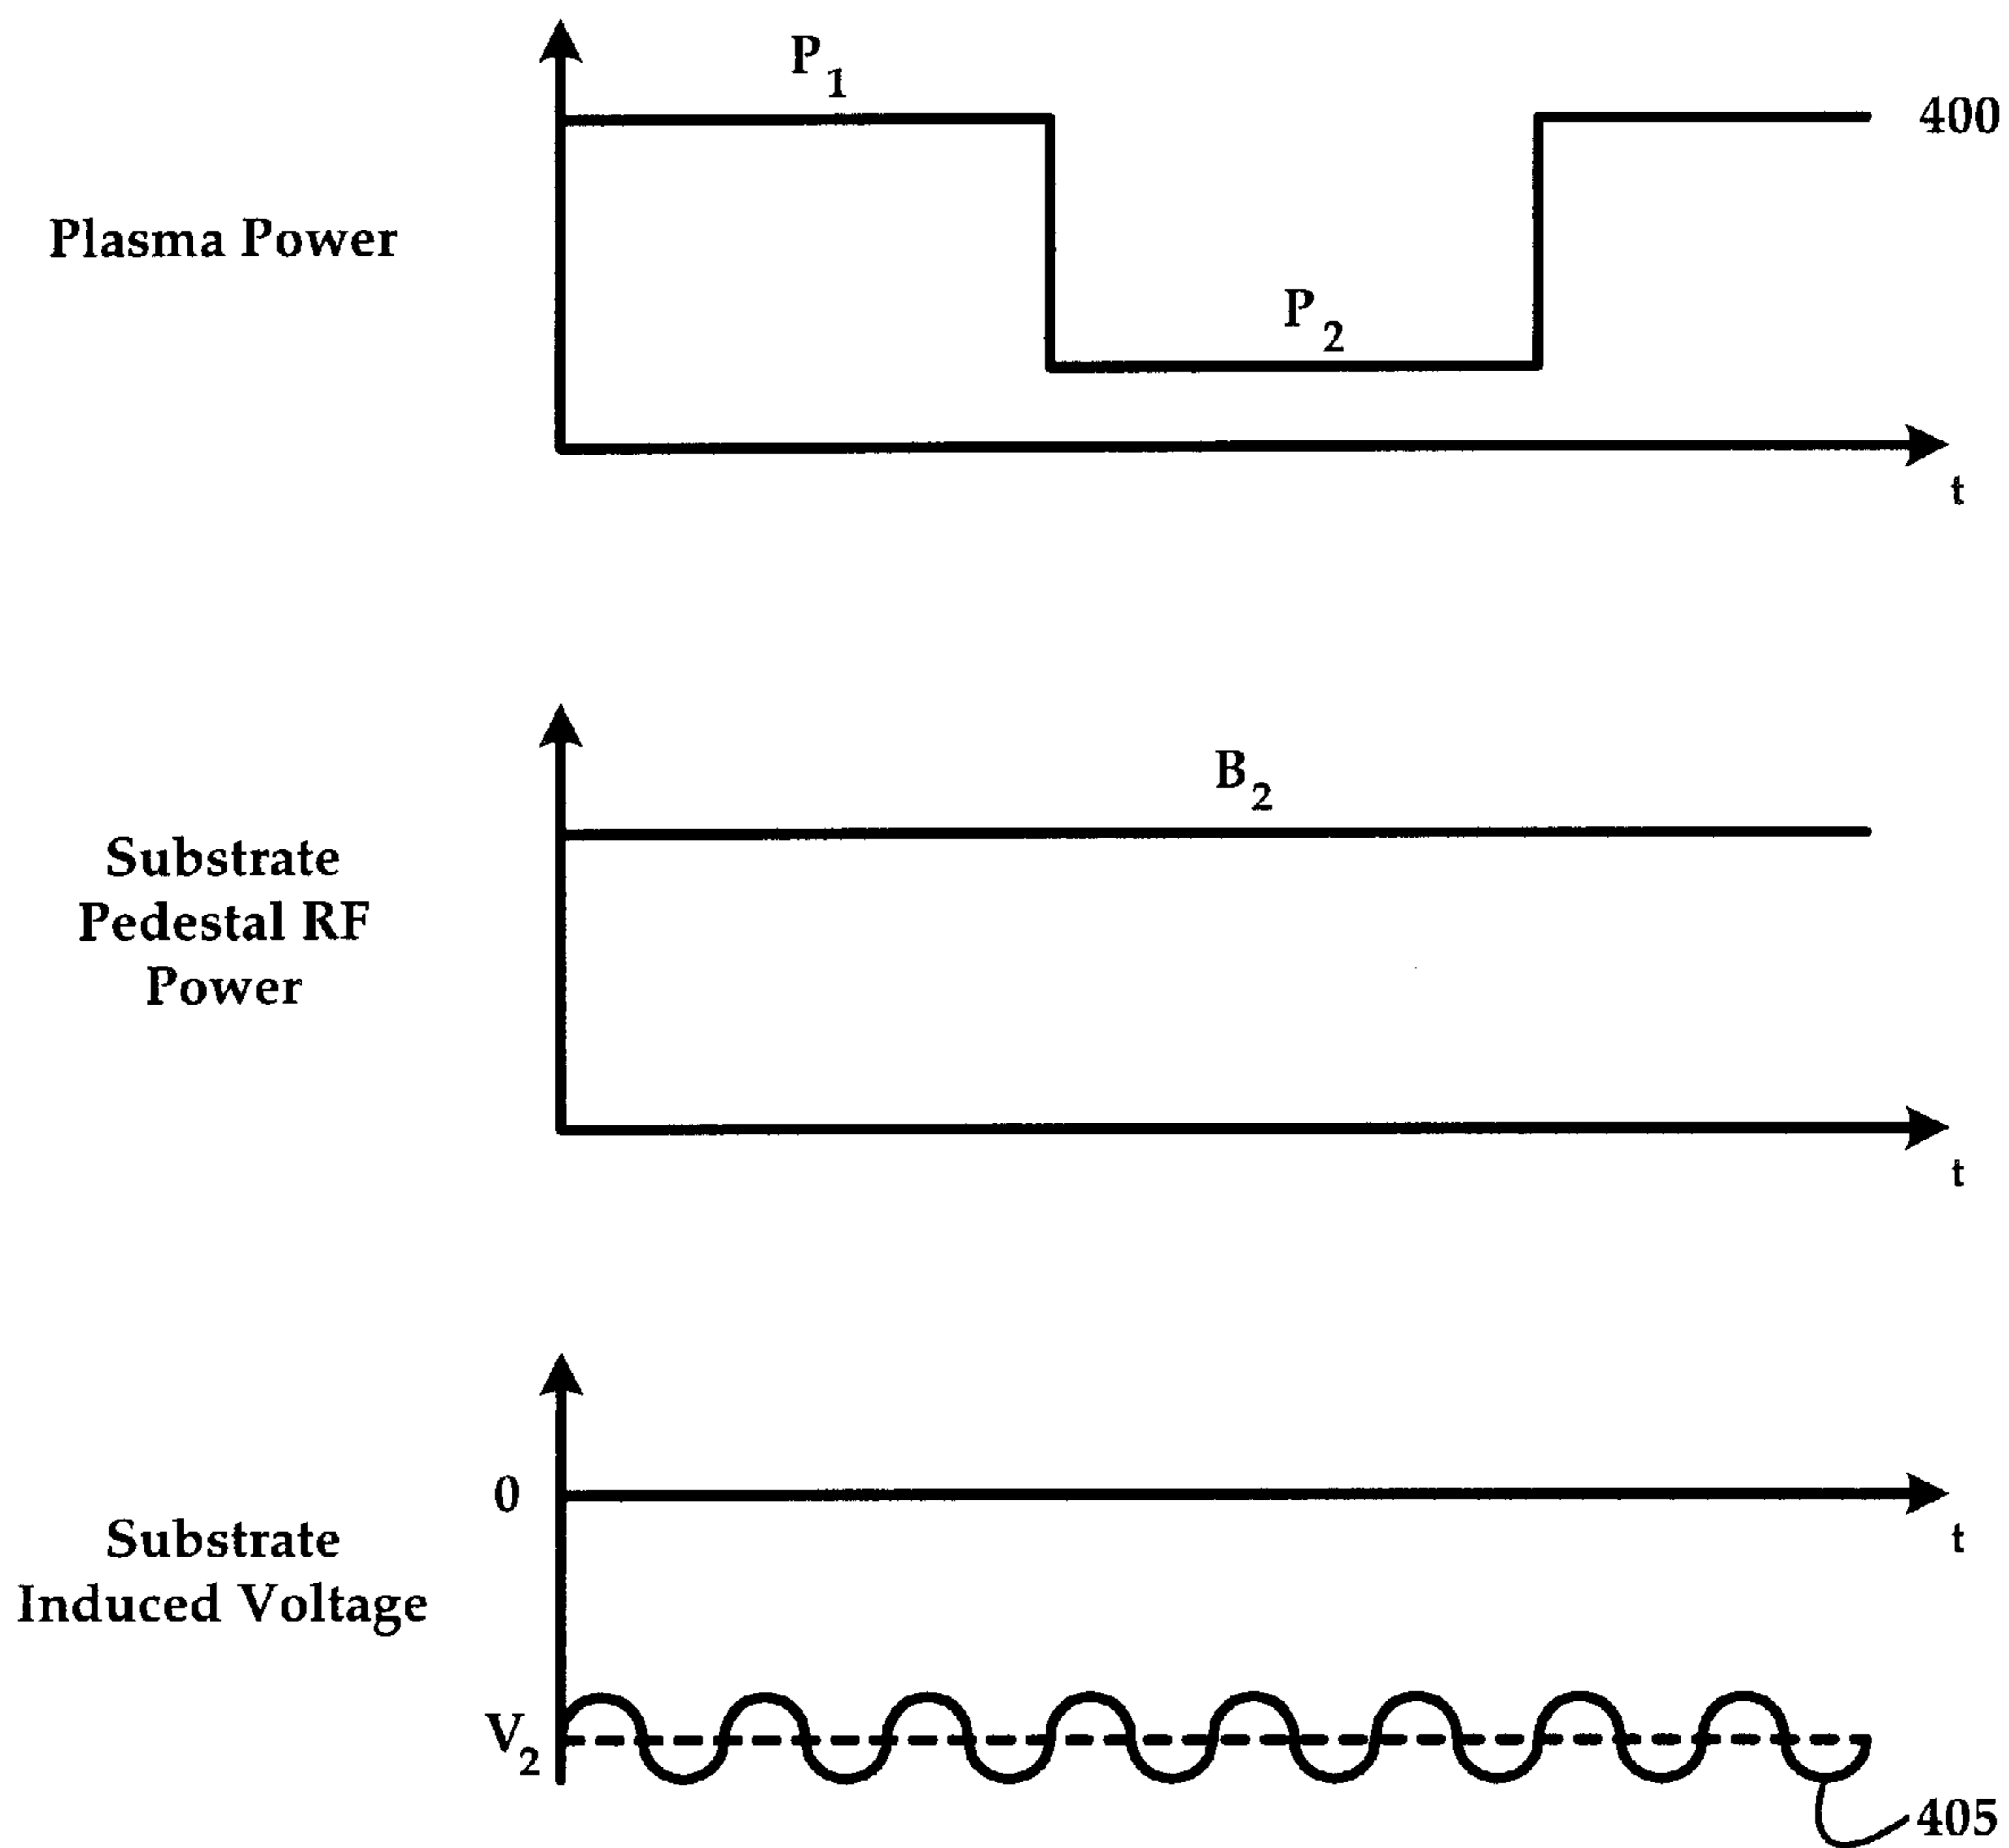 P1
400
Plasma Power
P2
t
B2
Substrate
Pedestal RF
Power
t
0
t
Substrate
Induced Voltage
V2
405